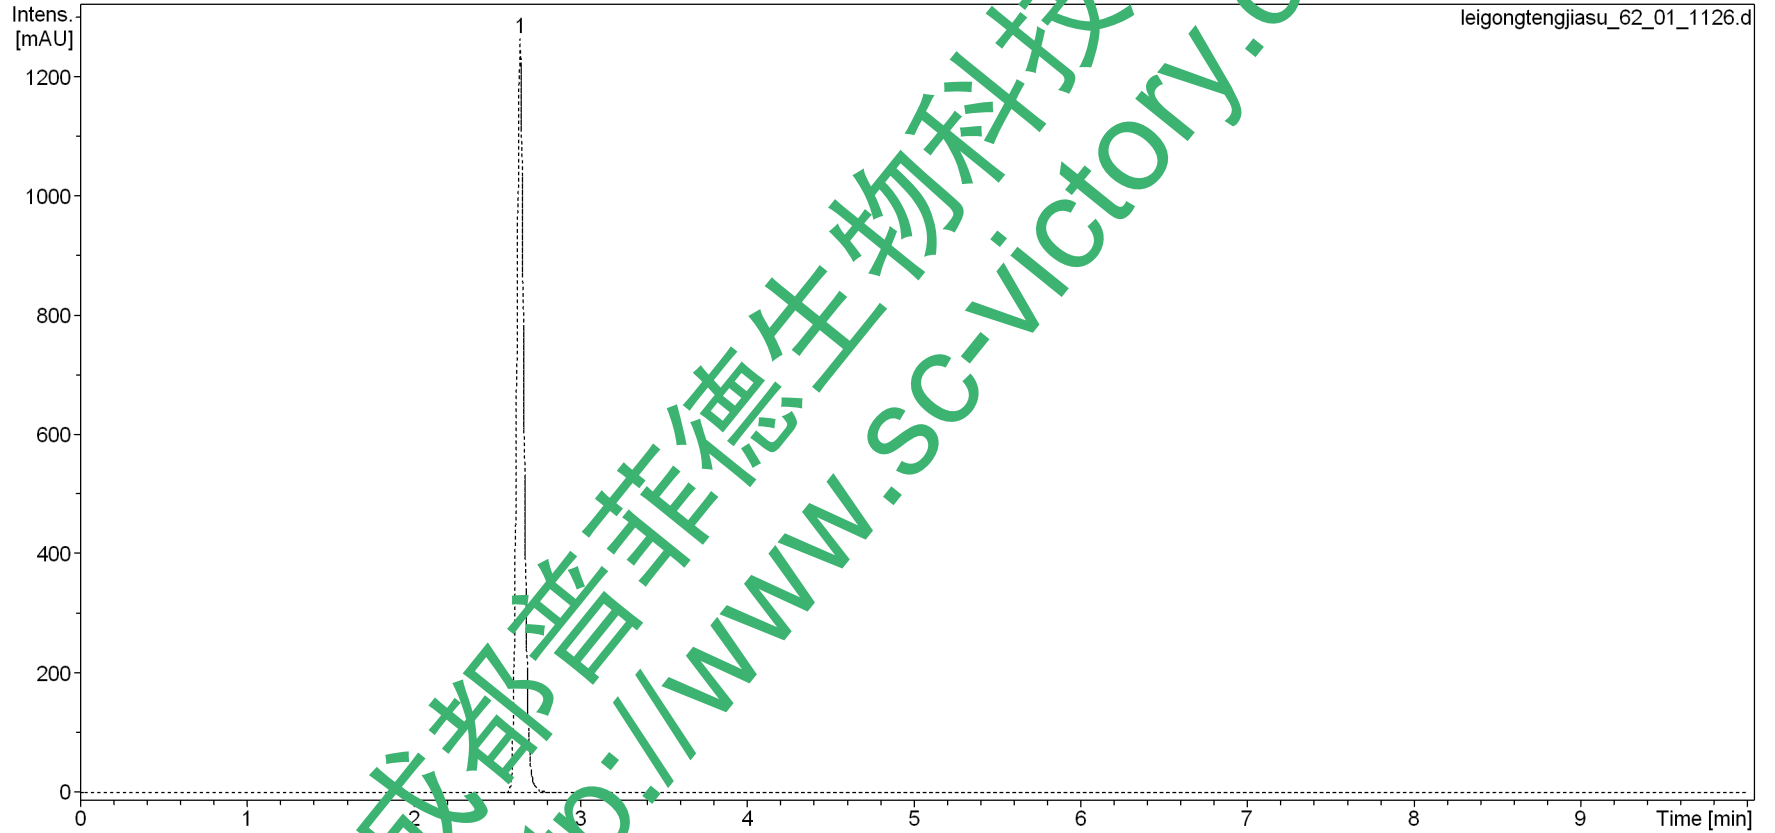 Intens.
[mAU]
leigongtengjiasu_62_01_1126.d
1
1200
1000
800
600
400
200
0
0 1 2 3 4 5 6 7 8 9 Time [min]
成都普菲德生物科技
p://www.sc-victory.c